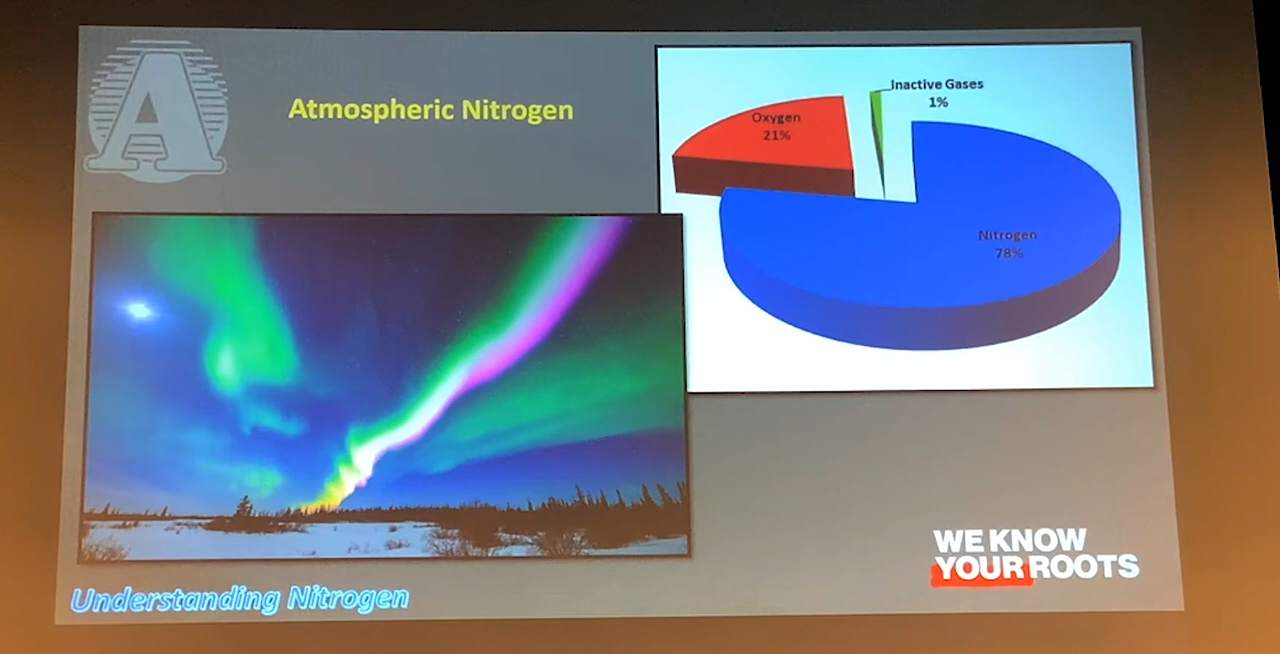 A
Atmospheric Nitrogen
Inactive Gases
1%
Oxygen
21%
Nitrogen
78%
WE KNOW
YOUR ROOTS
Understanding Nitrogen